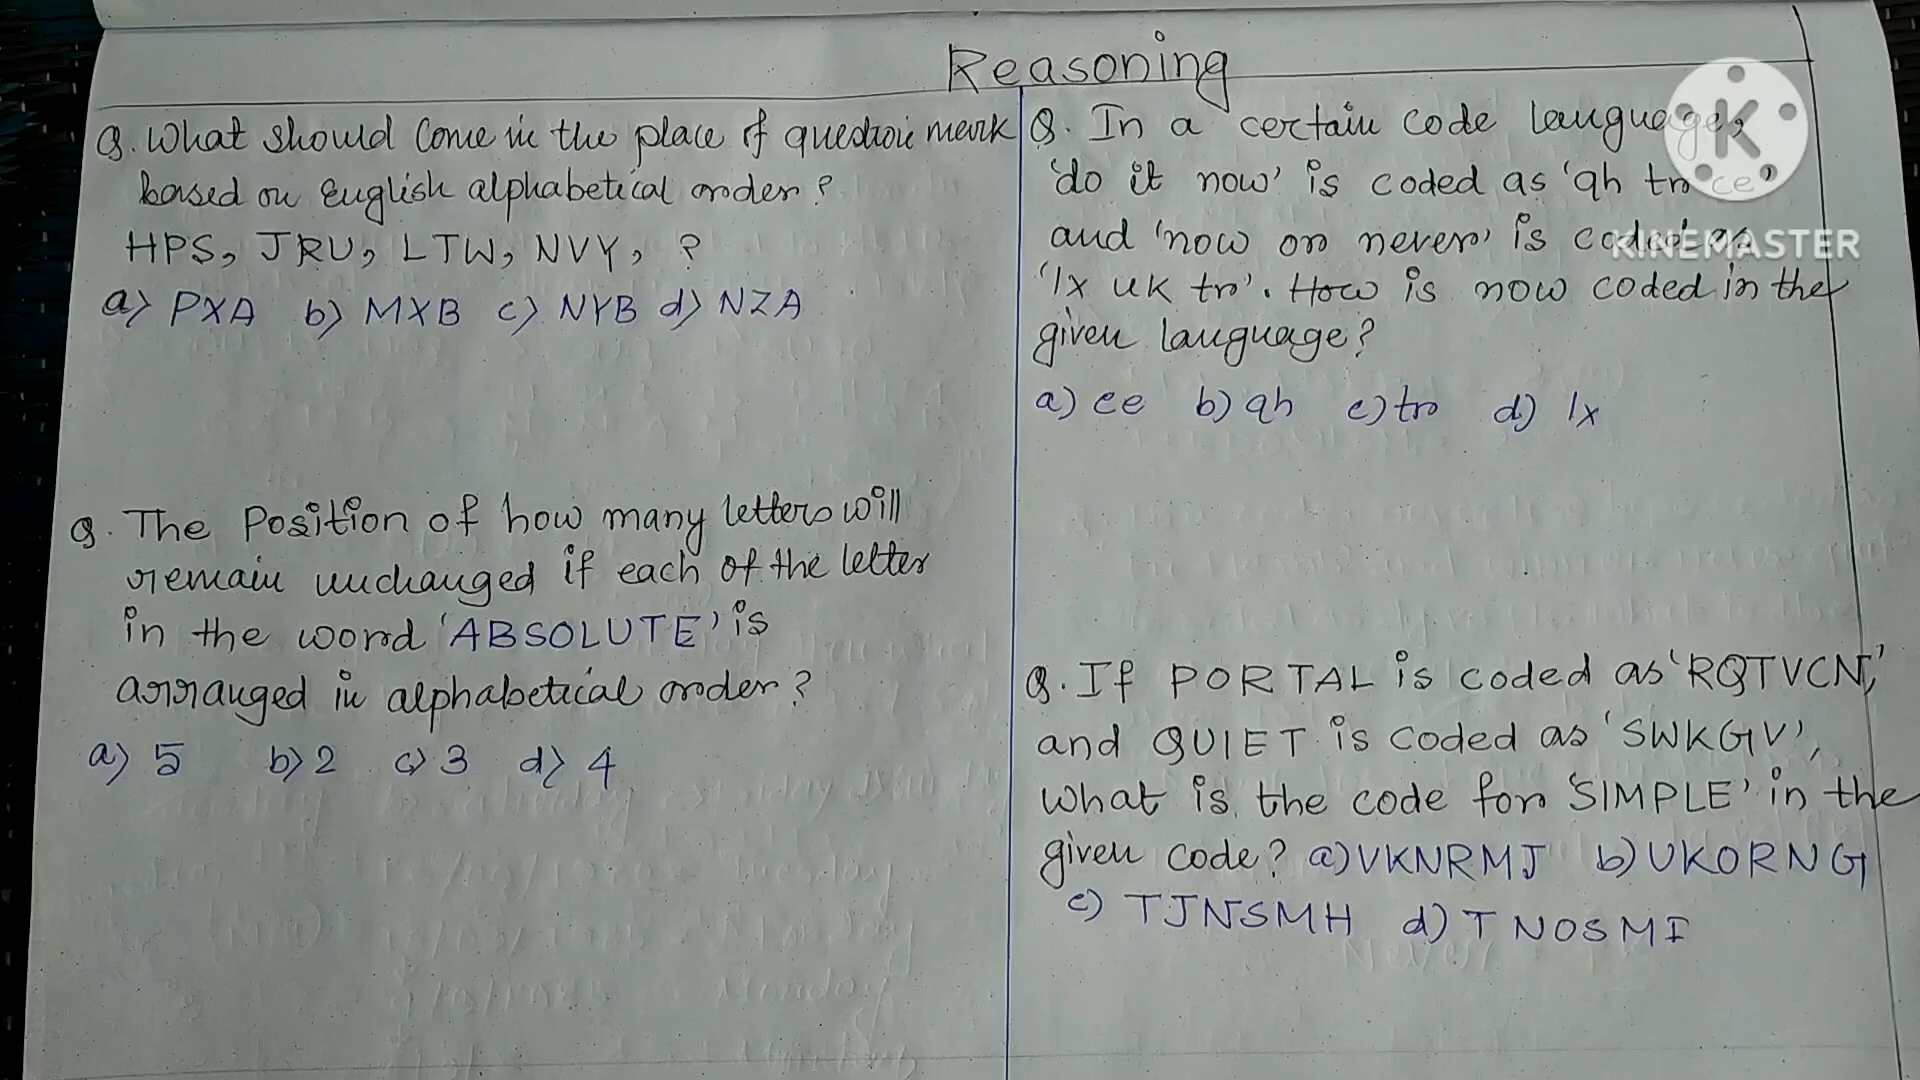 Reasoning
Q. What should Come in the place of question mark
based on English alphabetical order?
HPS, JRU, LTW, NVY, ?
a) PXA b) MXB c) NYB d) NZA
Q. The Position of how many letters will
remain unchanged if each of the letter
in the word 'ABSOLUTE' is
arranged in alphabetical order?
a) 5 b) 2 c) 3 d) 4
Q. In a certain code language,
'do it now' is coded as 'qh tr ce'
and 'now or never' is coded as
'lx uk tr'. How is now coded in the
given language?
a) ce b) qh c) tr d) lx
Q. If PORTAL is coded as 'RQTVCN,'
and QUIET is coded as 'SWKGV',
what is the code for 'SIMPLE' in the
given code? a) VKNRMJ b) UKORNG
c) TJNSMH d) TNOSMI
K
KINEMASTER